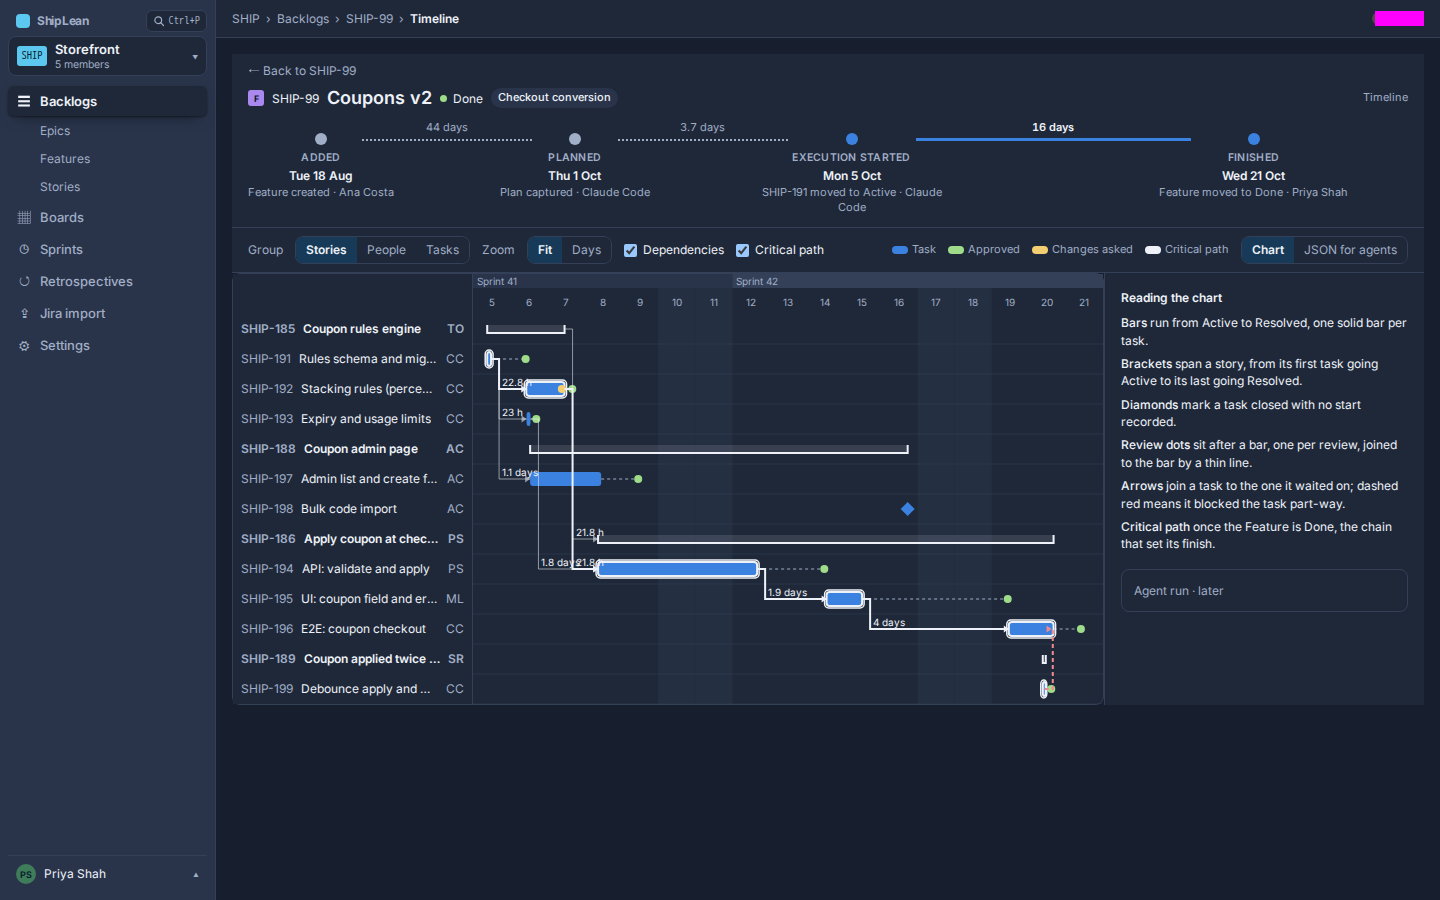 ShipLean
Ctrl+P
SHIP
Storefront
5 members
Backlogs
Epics
Features
Stories
Boards
Sprints
Retrospectives
Jira import
Settings
PS
Priya Shah
SHIP › Backlogs › SHIP-99 › Timeline
← Back to SHIP-99
F SHIP-99 Coupons v2 Done Checkout conversion
Timeline
44 days
3.7 days
16 days
ADDED
Tue 18 Aug
Feature created · Ana Costa
PLANNED
Thu 1 Oct
Plan captured · Claude Code
EXECUTION STARTED
Mon 5 Oct
SHIP-191 moved to Active · Claude
Code
FINISHED
Wed 21 Oct
Feature moved to Done · Priya Shah
Group Stories People Tasks Zoom Fit Days Dependencies Critical path
Task Approved Changes asked Critical path Chart JSON for agents
Sprint 41 Sprint 42
5 6 7 8 9 10 11 12 13 14 15 16 17 18 19 20 21
SHIP-185 Coupon rules engine TO
SHIP-191 Rules schema and mig... CC
SHIP-192 Stacking rules (perce... CC
22.8
SHIP-193 Expiry and usage limits CC
23 h
SHIP-188 Coupon admin page AC
SHIP-197 Admin list and create f... AC
1.1 days
SHIP-198 Bulk code import AC
SHIP-186 Apply coupon at chec... PS
21.8 h
SHIP-194 API: validate and apply PS
1.8 days
21.8
SHIP-195 UI: coupon field and er... ML
1.9 days
SHIP-196 E2E: coupon checkout CC
4 days
SHIP-189 Coupon applied twice ... SR
SHIP-199 Debounce apply and ... CC
Reading the chart
Bars run from Active to Resolved, one solid bar per
task.
Brackets span a story, from its first task going
Active to its last going Resolved.
Diamonds mark a task closed with no start
recorded.
Review dots sit after a bar, one per review, joined
to the bar by a thin line.
Arrows join a task to the one it waited on; dashed
red means it blocked the task part-way.
Critical path once the Feature is Done, the chain
that set its finish.
Agent run · later